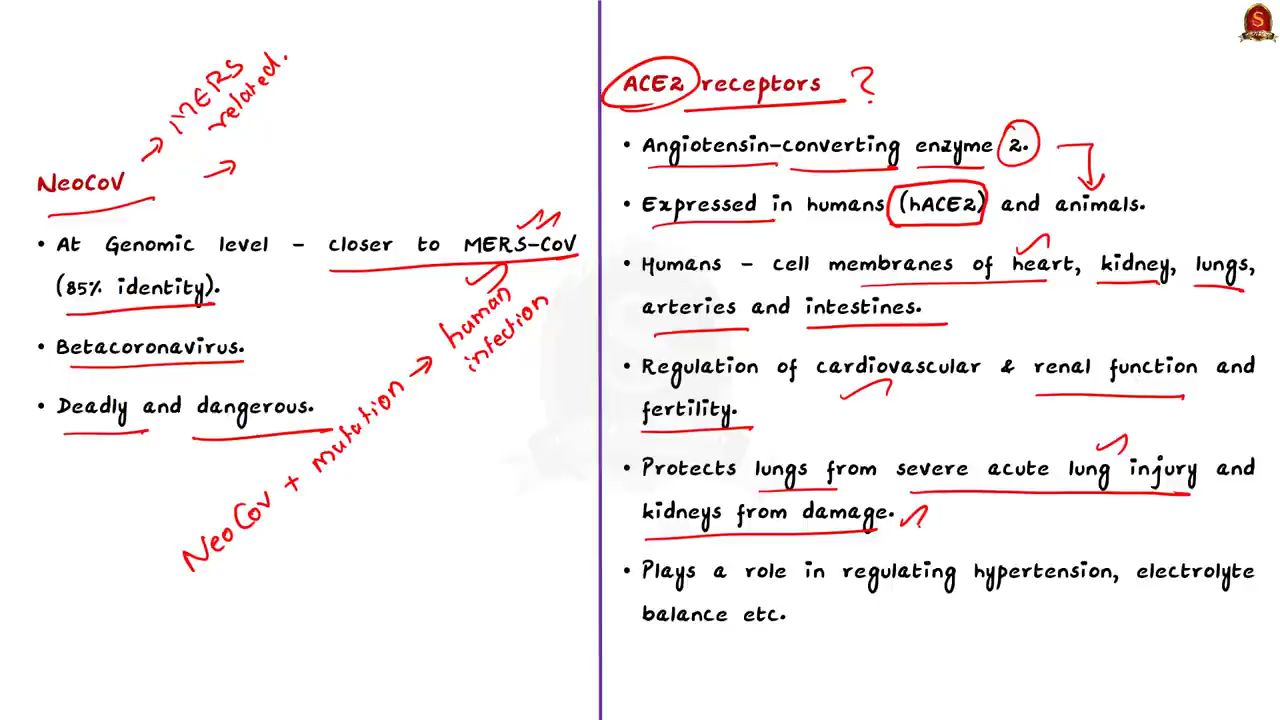 NeoCoV
→ MERS
related.
→
• At Genomic level – closer to MERS-CoV
(85% identity).
• Betacoronavirus.
• Deadly and dangerous.
NeoCov + mutation → human
infection
S
ACE2 receptors ?
• Angiotensin-converting enzyme 2.
• Expressed in humans (hACE2) and animals.
• Humans – cell membranes of heart, kidney, lungs,
arteries and intestines.
• Regulation of cardiovascular & renal function and
fertility.
• Protects lungs from severe acute lung injury and
kidneys from damage.
• Plays a role in regulating hypertension, electrolyte
balance etc.